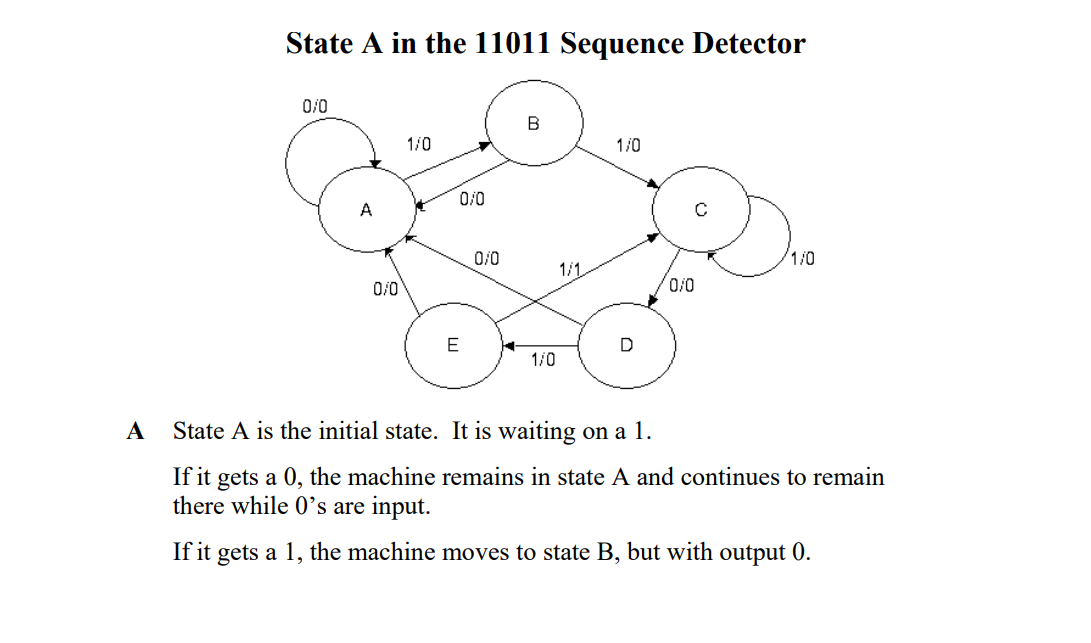 State A in the 11011 Sequence Detector
0/0
B
1/0
1/0
A
0/0
C
0/0
1/1
1/0
0/0
0/0
E
D
1/0
A State A is the initial state. It is waiting on a 1.
If it gets a 0, the machine remains in state A and continues to remain
there while 0’s are input.
If it gets a 1, the machine moves to state B, but with output 0.